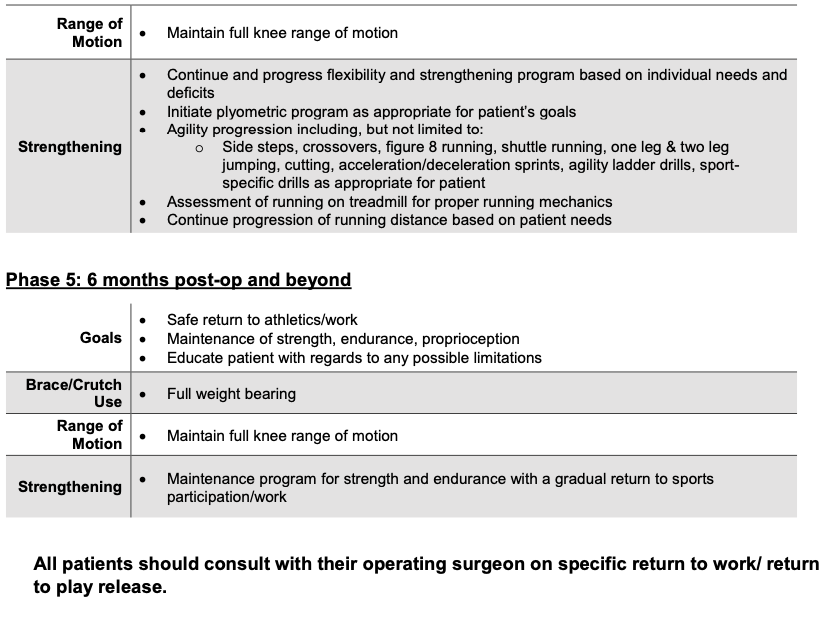 Range of
Motion
• Maintain full knee range of motion
Strengthening
• Continue and progress flexibility and strengthening program based on individual needs and
deficits
• Initiate plyometric program as appropriate for patient's goals
• Agility progression including, but not limited to:
o Side steps, crossovers, figure 8 running, shuttle running, one leg & two leg
jumping, cutting, acceleration/deceleration sprints, agility ladder drills, sport-
specific drills as appropriate for patient
• Assessment of running on treadmill for proper running mechanics
• Continue progression of running distance based on patient needs
Phase 5: 6 months post-op and beyond
Goals
• Safe return to athletics/work
• Maintenance of strength, endurance, proprioception
• Educate patient with regards to any possible limitations
Brace/Crutch
Use
• Full weight bearing
Range of
Motion
• Maintain full knee range of motion
Strengthening
• Maintenance program for strength and endurance with a gradual return to sports
participation/work
All patients should consult with their operating surgeon on specific return to work/ return
to play release.